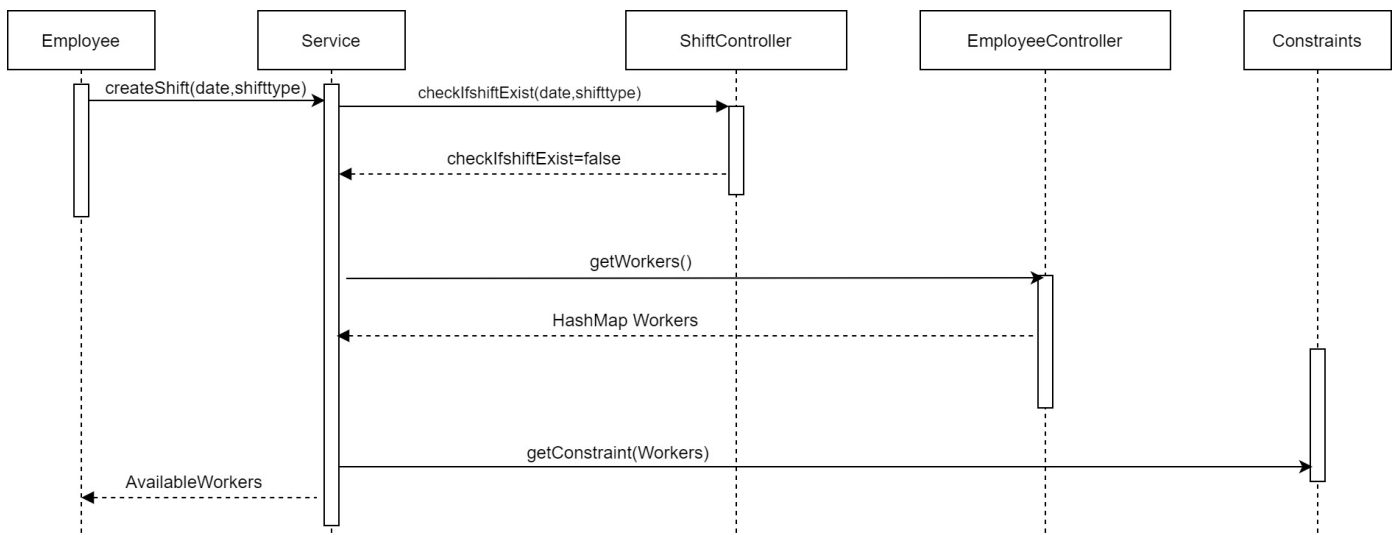 Employee
Service
ShiftController
EmployeeController
Constraints
createShift(date,shifttype)
checkIfshiftExist(date,shifttype)
checkIfshiftExist=false
getWorkers()
HashMap Workers
getConstraint(Workers)
AvailableWorkers